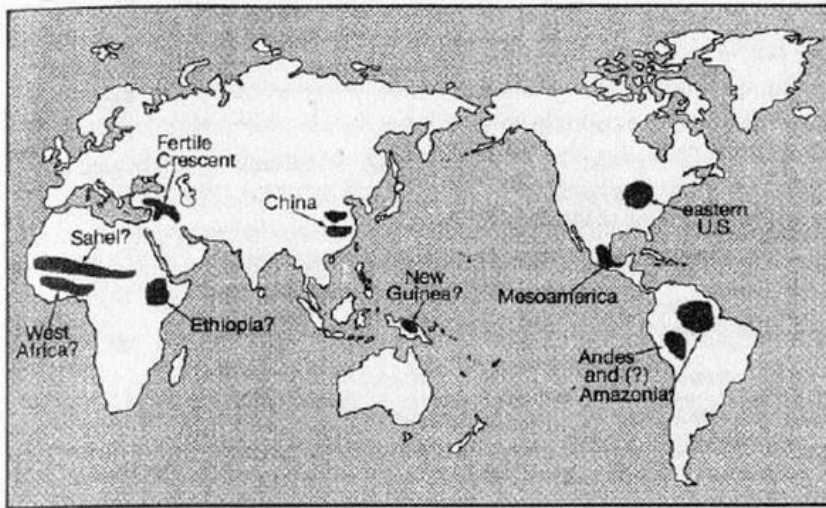 Fertile
Crescent
China
eastern
U.S.
Sahel?
New
Guinea?
Mesoamerica
West
Africa?
Ethiopia?
Andes
and (?)
Amazonia